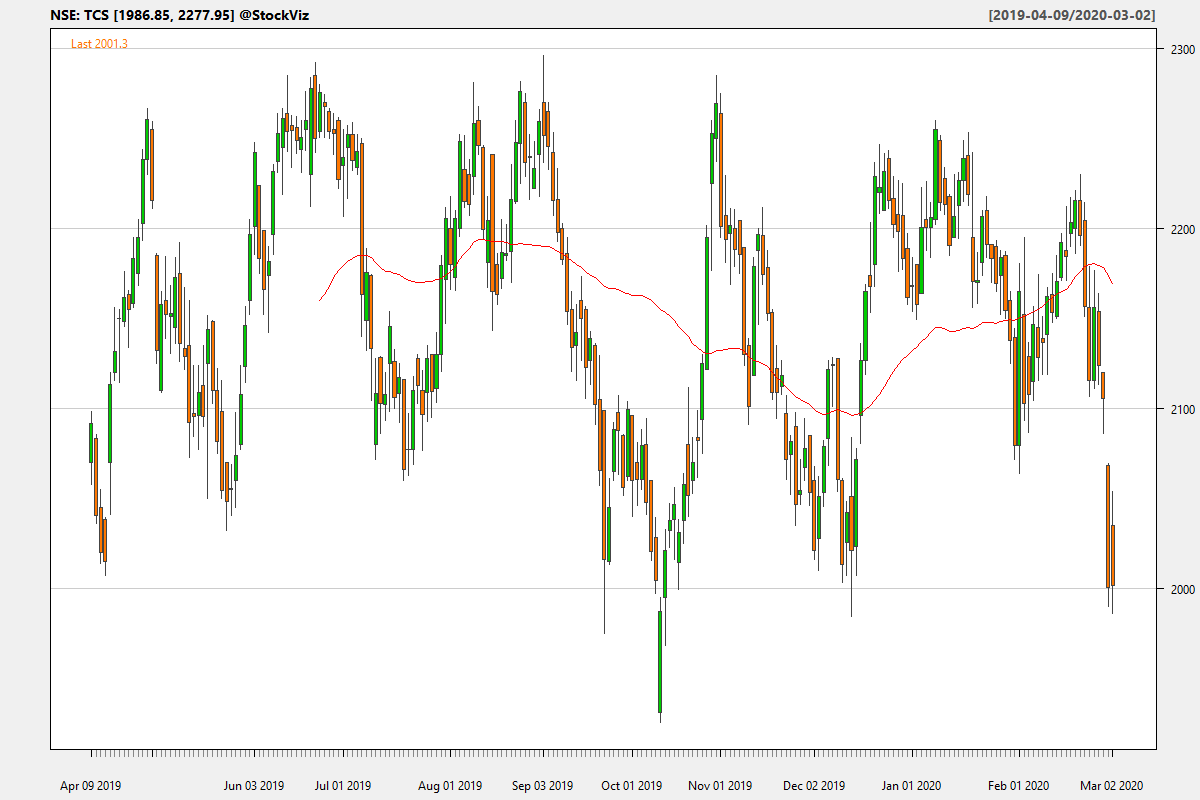 NSE: TCS [1986.85, 2277.95] @StockViz [2019-04-09/2020-03-02]
Last 2001.3
2300
2200
2100
2000
Apr 09 2019 Jun 03 2019 Jul 01 2019 Aug 01 2019 Sep 03 2019 Oct 01 2019 Nov 01 2019 Dec 02 2019 Jan 01 2020 Feb 01 2020 Mar 02 2020